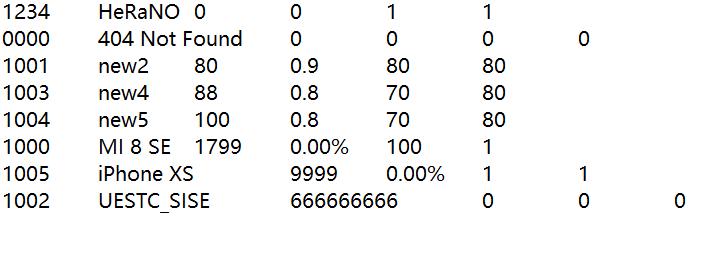 1234 HeRaNO 0 0 1 1
0000 404 Not Found 0 0 0 0
1001 new2 80 0.9 80 80
1003 new4 88 0.8 70 80
1004 new5 100 0.8 70 80
1000 MI 8 SE 1799 0.00% 100 1
1005 iPhone XS 9999 0.00% 1 1
1002 UESTC_SISE 666666666 0 0 0